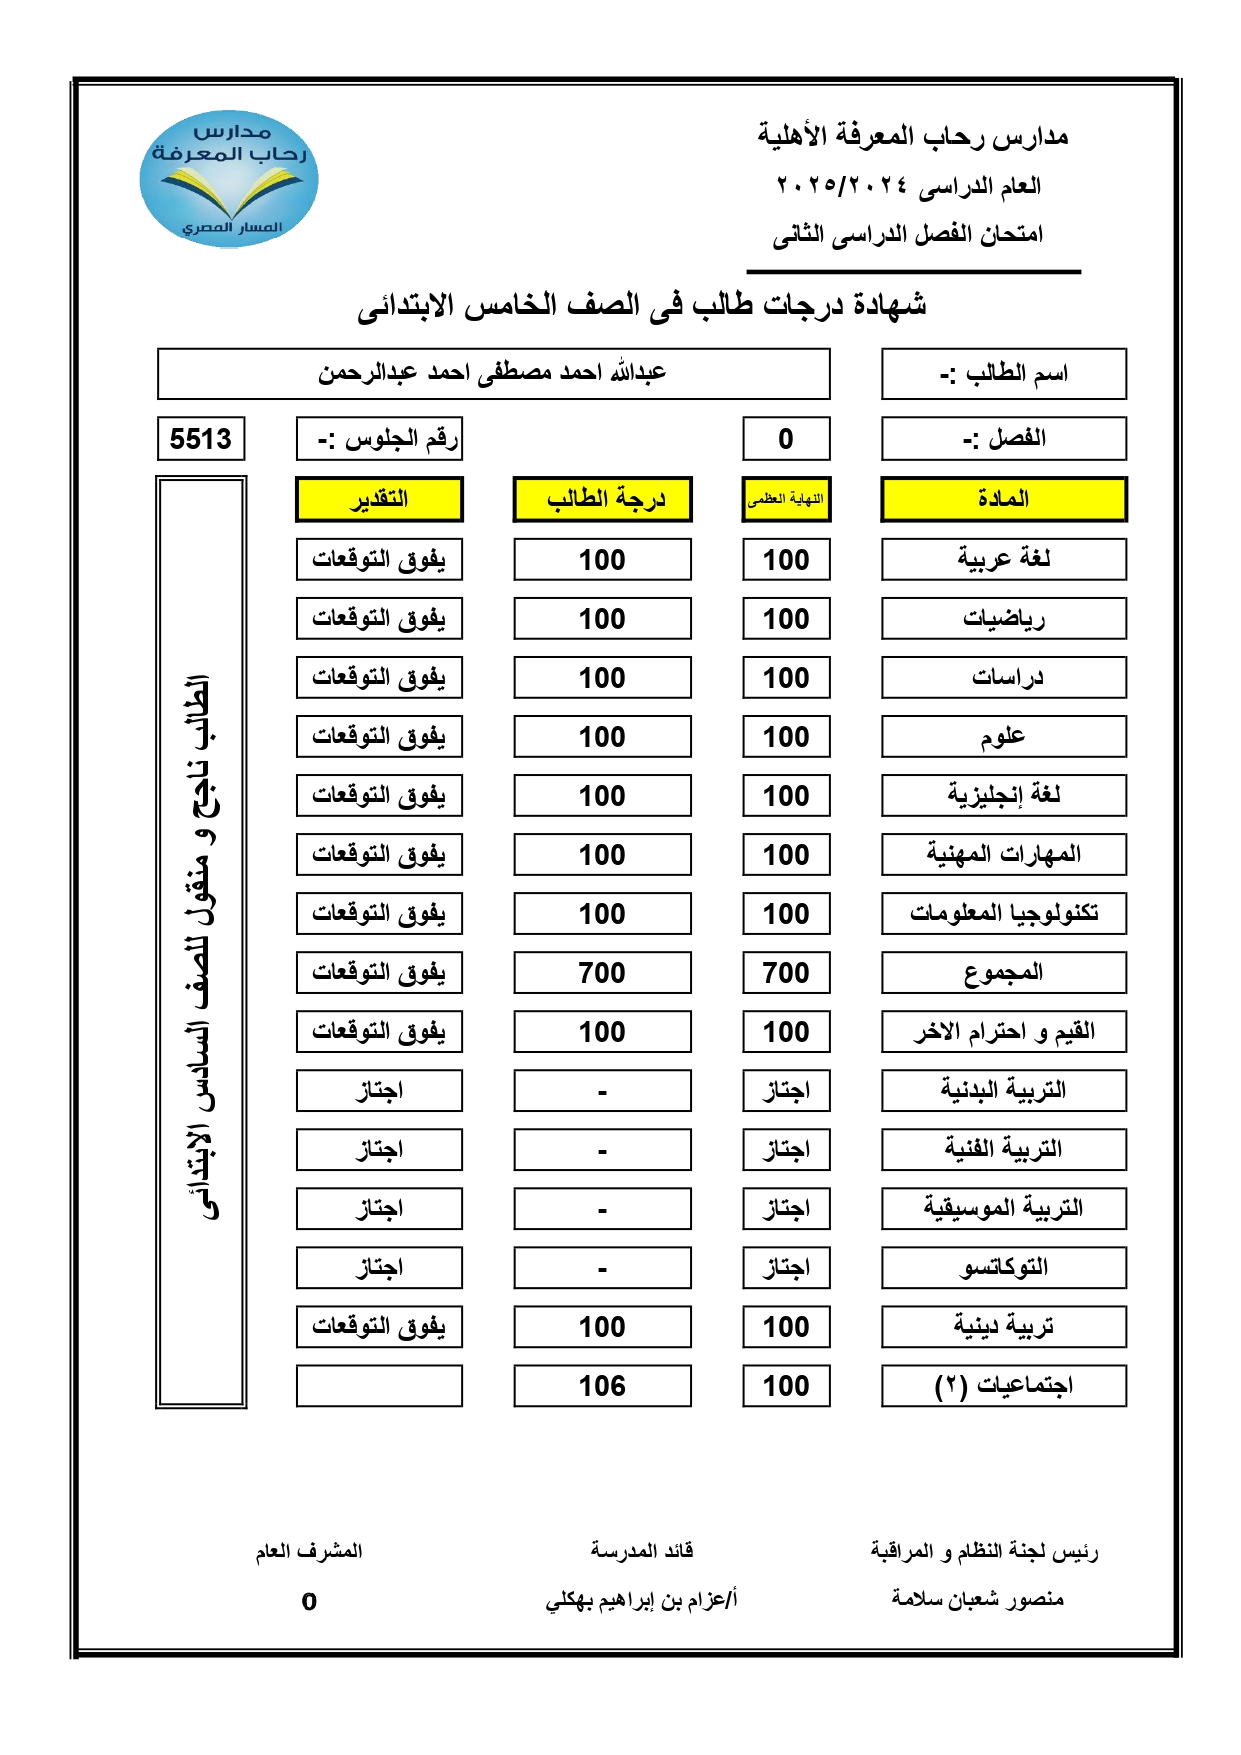 مدارس رحاب المعرفة الأهلية
العام الدراسى ٢٠٢٥/٢٠٢٤
امتحان الفصل الدراسى الثانى
مدارس
رحاب المعرفة
المسار المصري
شهادة درجات طالب فى الصف الخامس الابتدائى
اسم الطالب :- عبدالله احمد مصطفى احمد عبدالرحمن
الفصل :- 0 رقم الجلوس :- 5513
المادة النهاية العظمى درجة الطالب التقدير
لغة عربية 100 100 يفوق التوقعات
رياضيات 100 100 يفوق التوقعات
دراسات 100 100 يفوق التوقعات
علوم 100 100 يفوق التوقعات
لغة إنجليزية 100 100 يفوق التوقعات
المهارات المهنية 100 100 يفوق التوقعات
تكنولوجيا المعلومات 100 100 يفوق التوقعات
المجموع 700 700 يفوق التوقعات
القيم و احترام الاخر 100 100 يفوق التوقعات
التربية البدنية اجتاز - اجتاز
التربية الفنية اجتاز - اجتاز
التربية الموسيقية اجتاز - اجتاز
التوكاتسو اجتاز - اجتاز
تربية دينية 100 100 يفوق التوقعات
اجتماعيات (٢) 100 106
الطالب ناجح و منقول للصف السادس الابتدائى
رئيس لجنة النظام و المراقبة قائد المدرسة المشرف العام
منصور شعبان سلامة أ/عزام بن إبراهيم بهكلي 0